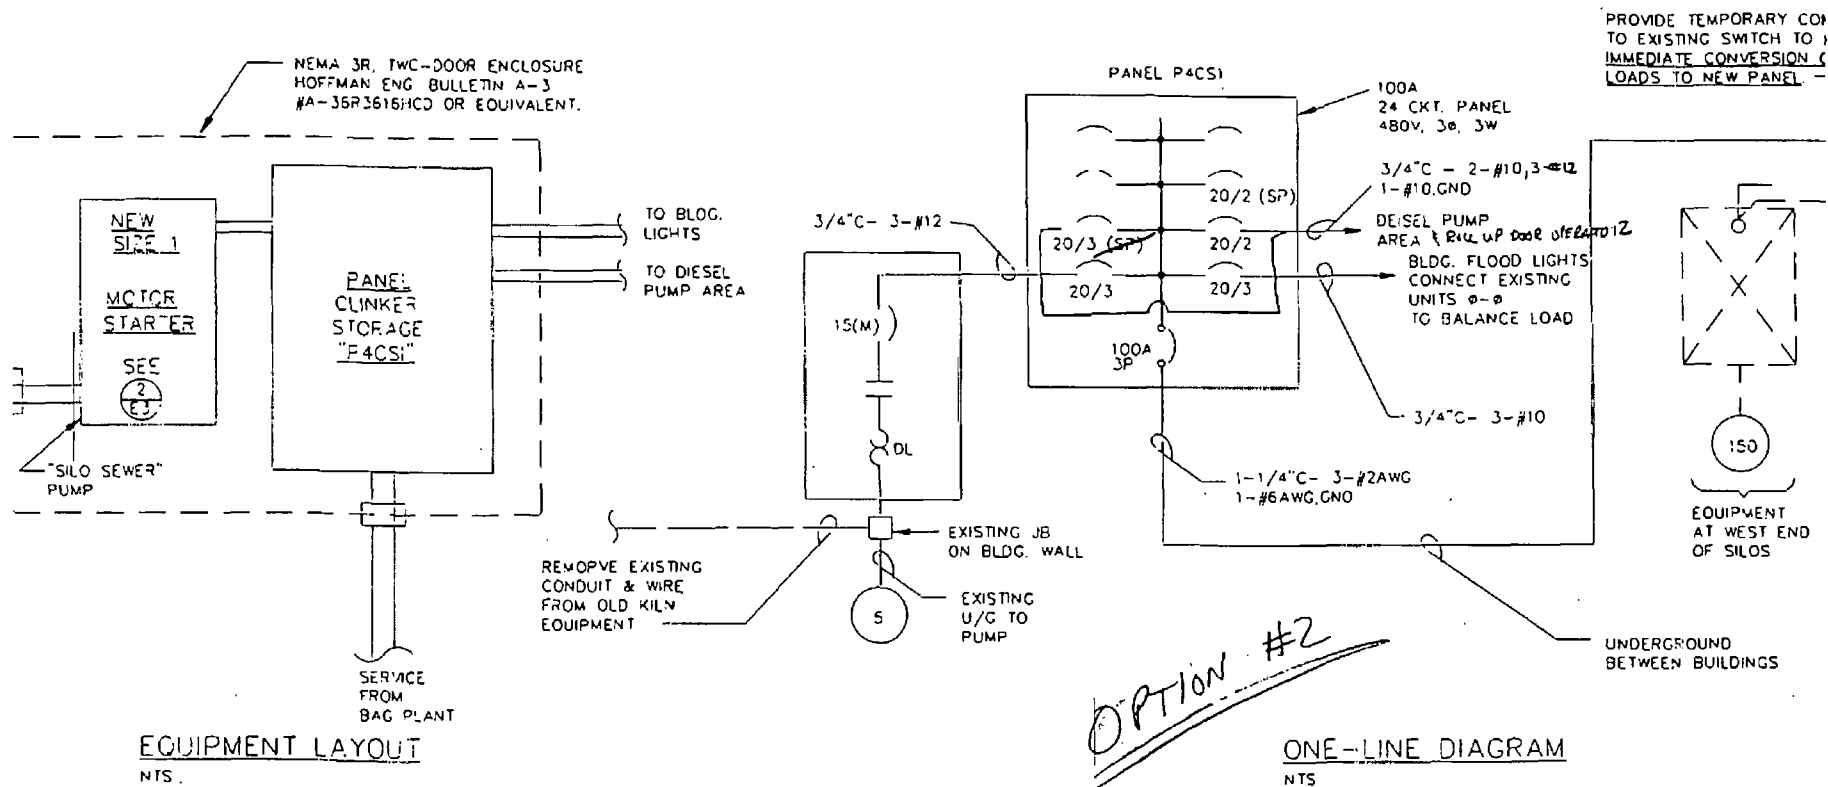 NEMA 3R, TWC-DOOR ENCLOSURE
HOFFMAN ENG BULLETIN A-3
#A-36R3616HCD OR EQUIVALENT.
NEW
SIZE 1
MOTOR
STARTER
SEE
2
E3
PANEL
CLINKER
STORAGE
"P4CSI"
TO BLDG.
LIGHTS
TO DIESEL
PUMP AREA
"SILO SEWER"
PUMP
SERVICE
FROM
BAG PLANT
EQUIPMENT LAYOUT
NTS.
3/4"C- 3-#12
1S(M)
OL
REMOPVE EXISTING
CONDUIT & WIRE
FROM OLD KILN
EQUIPMENT
EXISTING JB
ON BLDG. WALL
S
EXISTING
U/G TO
PUMP
PANEL P4CSI
20/2 (SP)
20/3 (SP)
20/2
20/3
20/3
100A
3P
100A
24 CKT. PANEL
480V, 3ø, 3W
3/4"C - 2-#10,3-#12
1-#10,GND
DEISEL PUMP
AREA & ROLL UP DOOR OPERATOR
BLDG. FLOOD LIGHTS
CONNECT EXISTING
UNITS ø-ø
TO BALANCE LOAD
3/4"C- 3-#10
1-1/4"C- 3-#2AWG
1-#6AWG,GND
UNDERGROUND
BETWEEN BUILDINGS
PROVIDE TEMPORARY CON
TO EXISTING SWITCH TO
IMMEDIATE CONVERSION
LOADS TO NEW PANEL.
X
150
EQUIPMENT
AT WEST END
OF SILOS
OPTION #2
ONE-LINE DIAGRAM
NTS